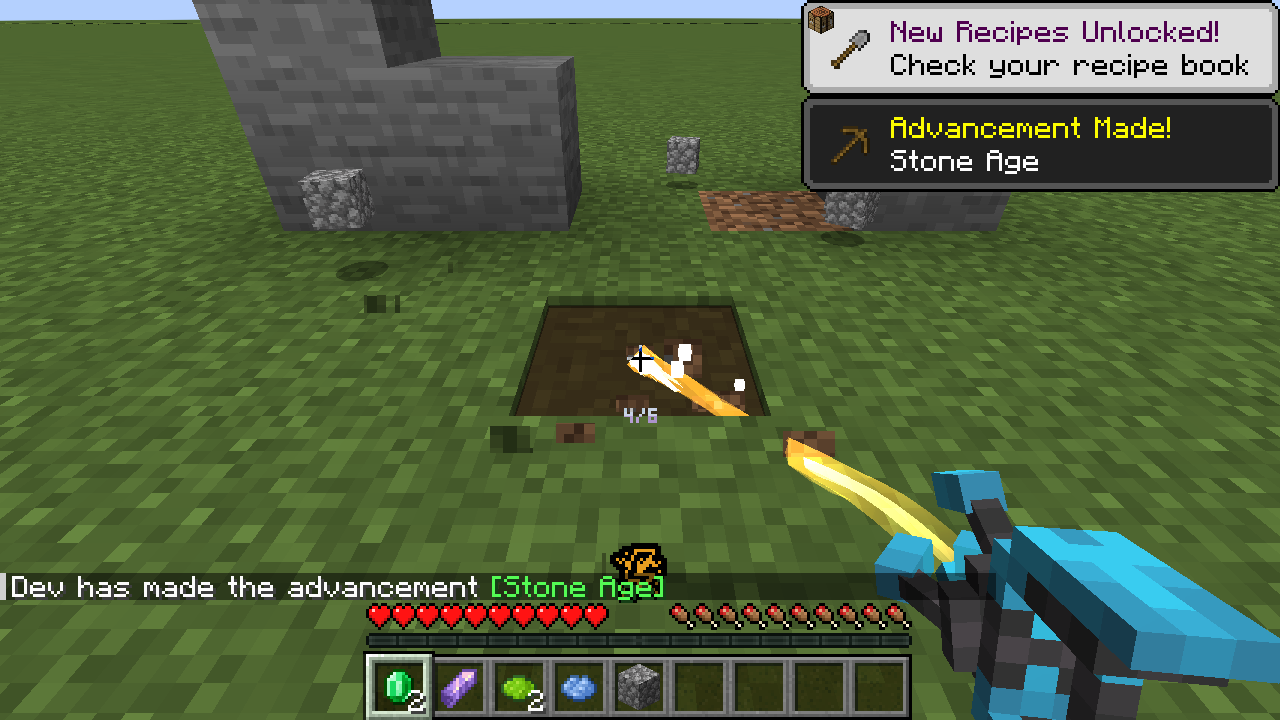 New Recipes Unlocked!
Check your recipe book
Advancement Made!
Stone Age
4/6
Dev has made the advancement [Stone Age]
2
2